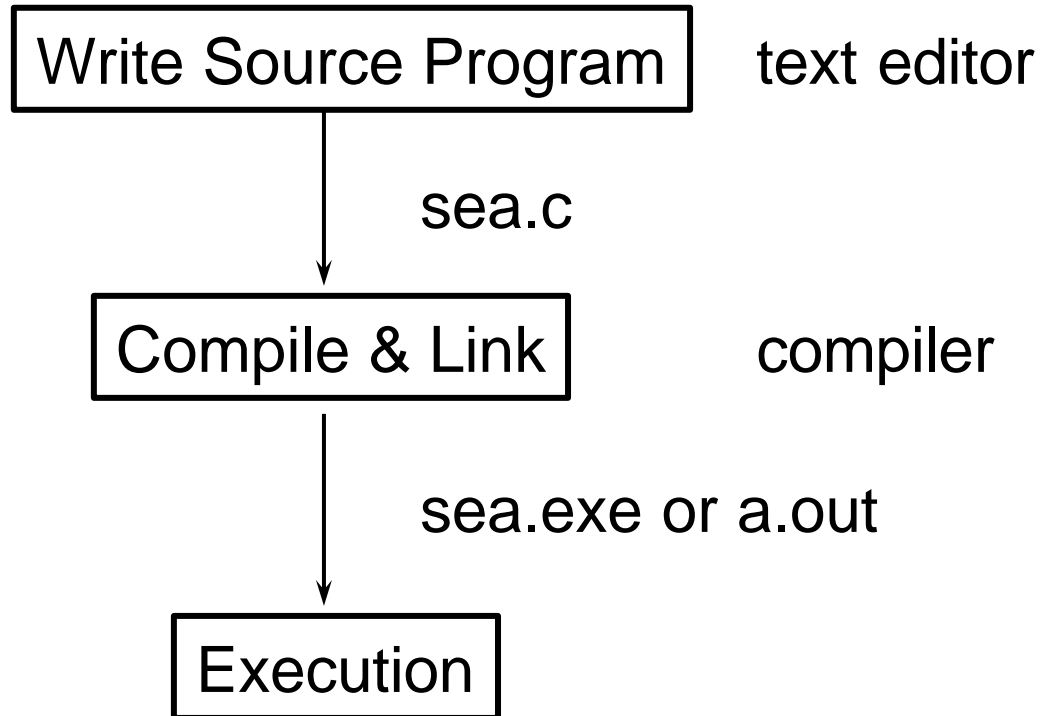 Write Source Program text editor
sea.c
Compile & Link compiler
sea.exe or a.out
Execution